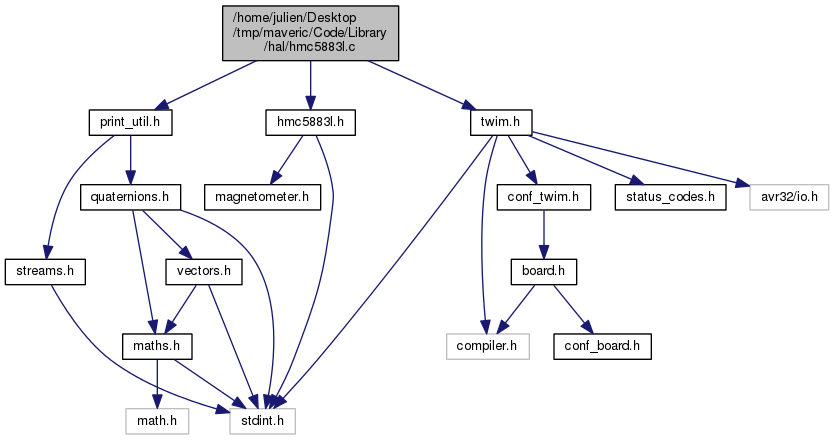 /home/julien/Desktop
/tmp/maveric/Code/Library
/hal/hmc5883l.c
print_util.h
hmc5883l.h
twim.h
quaternions.h
magnetometer.h
conf_twim.h
status_codes.h
avr32/io.h
streams.h
vectors.h
board.h
maths.h
compiler.h
conf_board.h
math.h
stdint.h